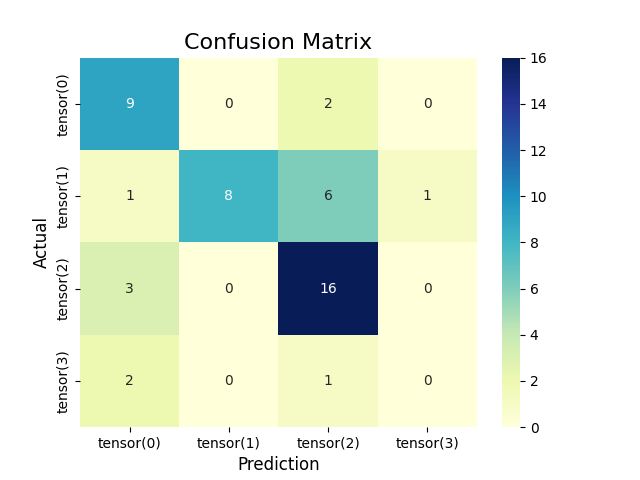 Confusion Matrix
Actual
tensor(0)
9 0 2 0
tensor(1)
1 8 6 1
tensor(2)
3 0 16 0
tensor(3)
2 0 1 0
tensor(0) tensor(1) tensor(2) tensor(3)
Prediction
16
14
12
10
8
6
4
2
0